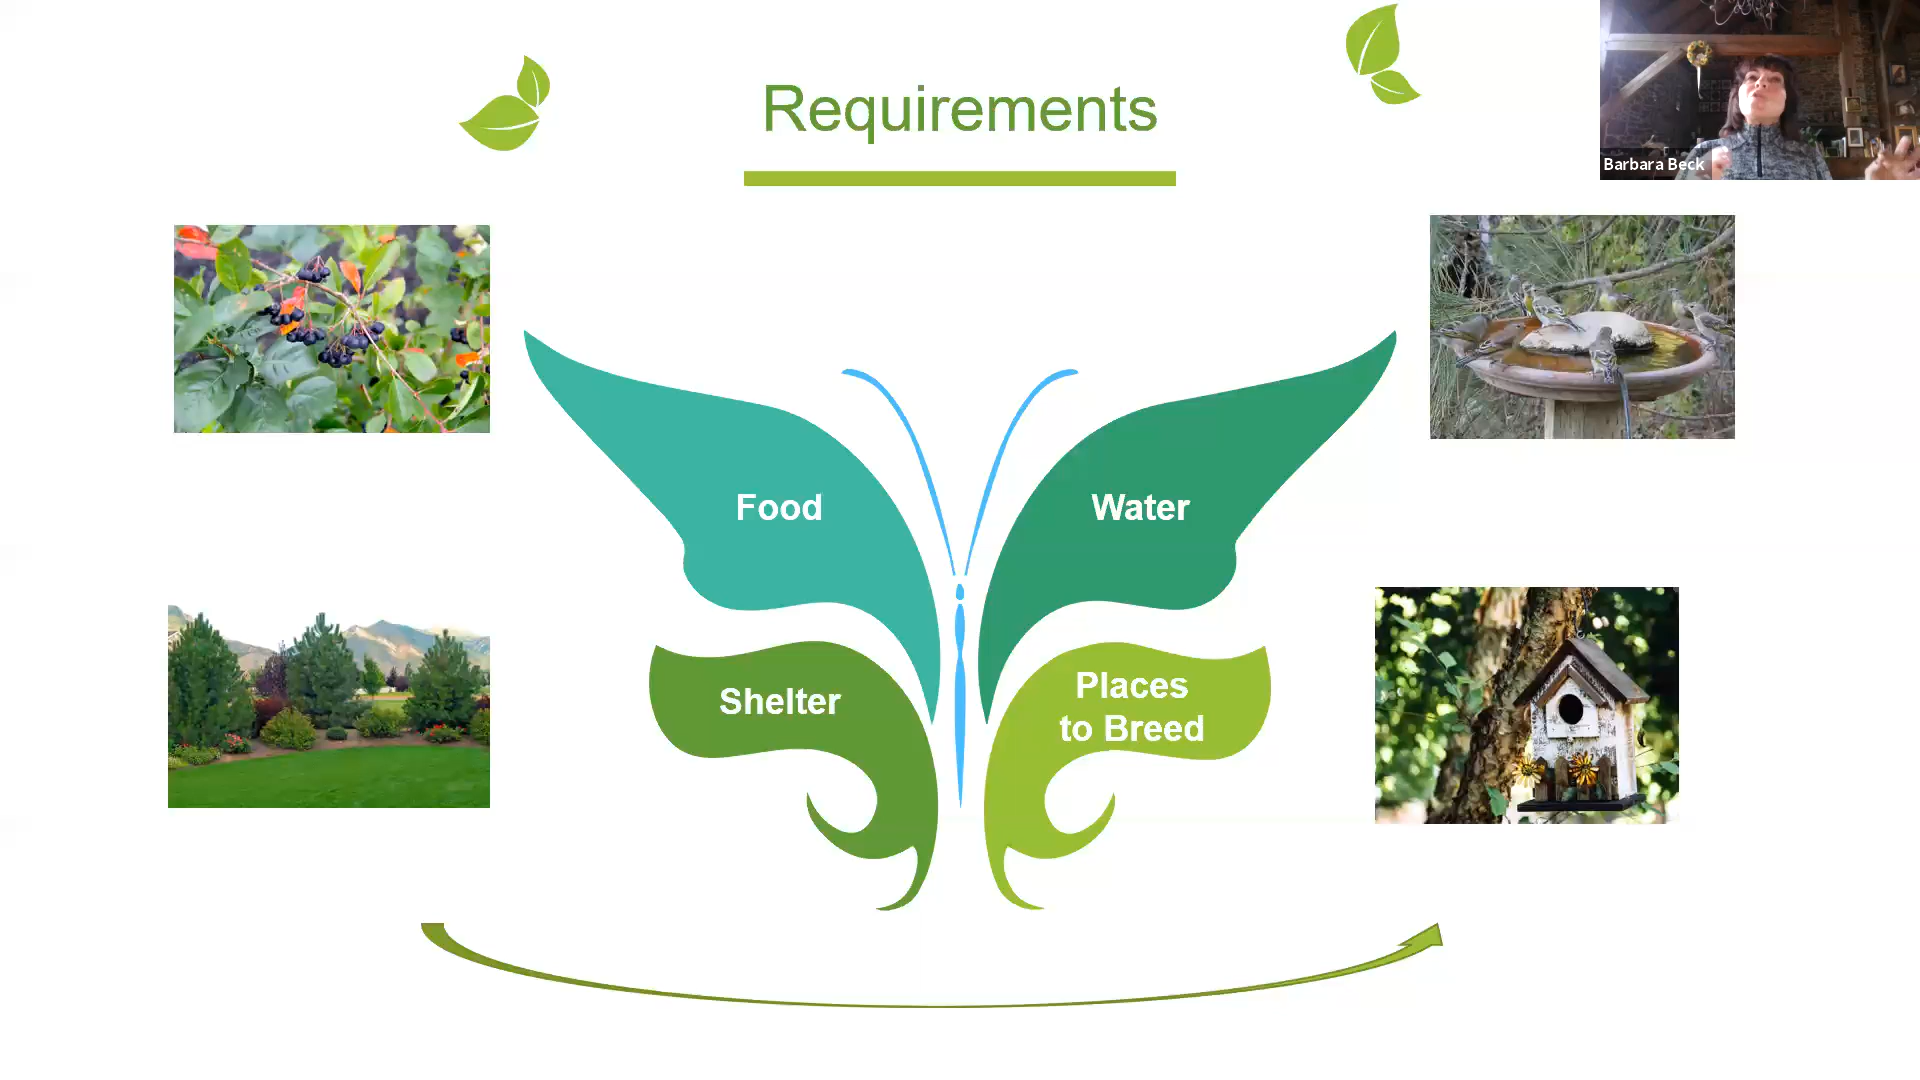 Requirements
Barbara Beck
Food
Water
Shelter
Places
to Breed